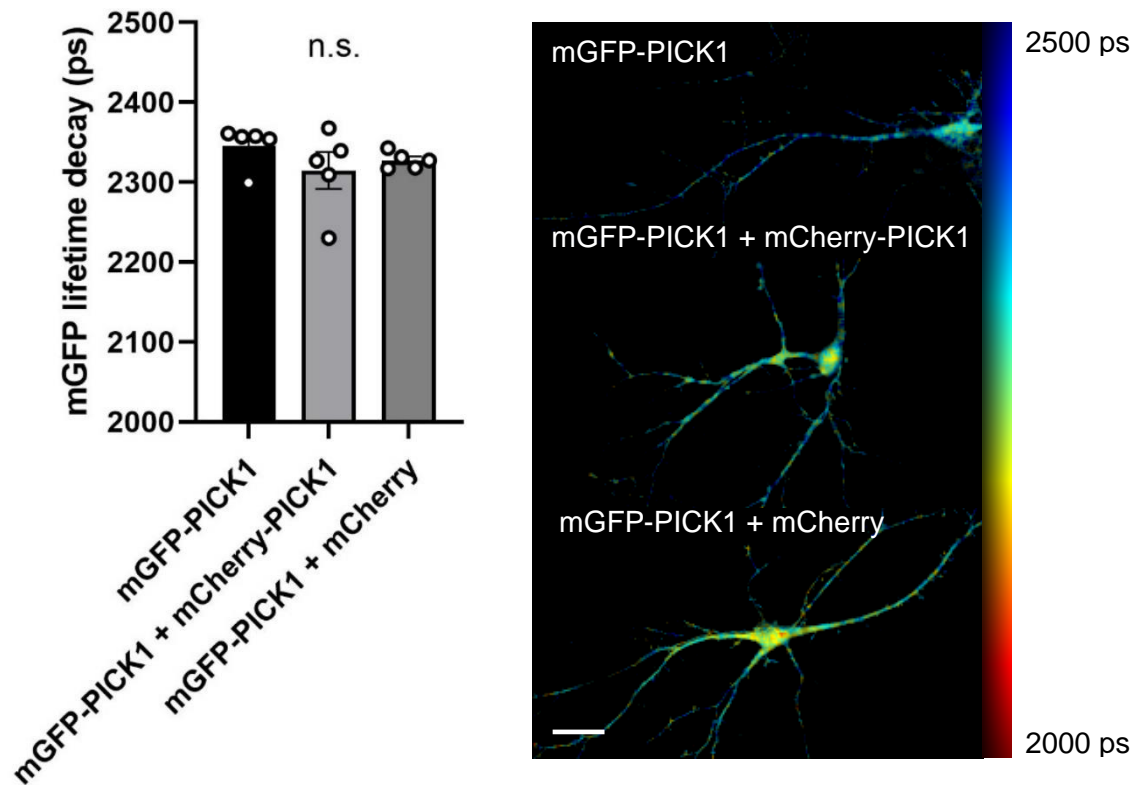 mGFP lifetime decay (ps)
2500
2400
2300
2200
2100
2000
n.s.
mGFP-PICK1
mGFP-PICK1 + mCherry-PICK1
mGFP-PICK1 + mCherry
mGFP-PICK1
mGFP-PICK1 + mCherry-PICK1
mGFP-PICK1 + mCherry
2500 ps
2000 ps